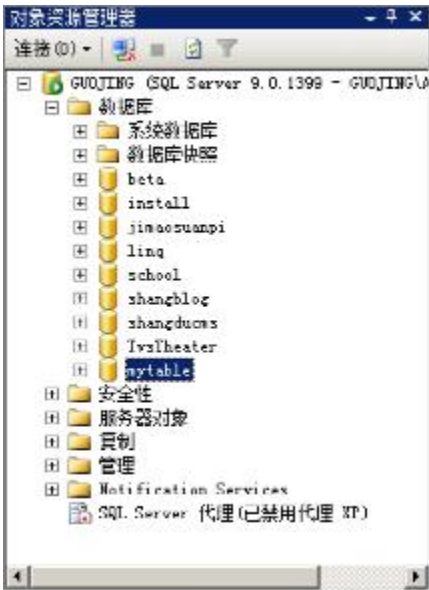 对象资源管理器
连接(O)
GUOJING (SQL Server 9.0.1399 - GUOJING\A
数据库
系统数据库
数据库快照
beta
install
jimaosuanpi
linq
school
shangblog
shangducms
TvsTheater
mytable
安全性
服务器对象
复制
管理
Notification Services
SQL Server 代理(已禁用代理 XP)